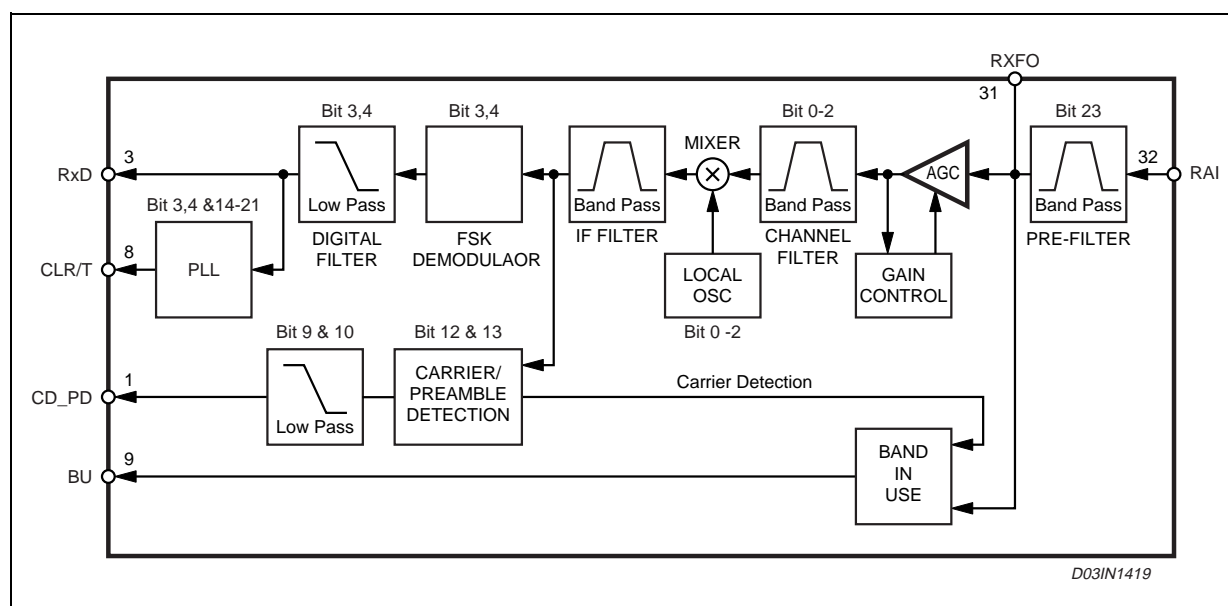 RXFO
31
Bit 3,4
Bit 3,4
MIXER
Bit 0-2
Bit 23
RxD
3
Low Pass
DIGITAL
FILTER
FSK
DEMODULAOR
Band Pass
IF FILTER
Band Pass
CHANNEL
FILTER
AGC
Band Pass
PRE-FILTER
32
RAI
Bit 3,4 &14-21
CLR/T
8
PLL
LOCAL
OSC
Bit 0 -2
GAIN
CONTROL
Bit 9 & 10
Bit 12 & 13
CD_PD
1
Low Pass
CARRIER/
PREAMBLE
DETECTION
Carrier Detection
BU
9
BAND
IN
USE
D03IN1419